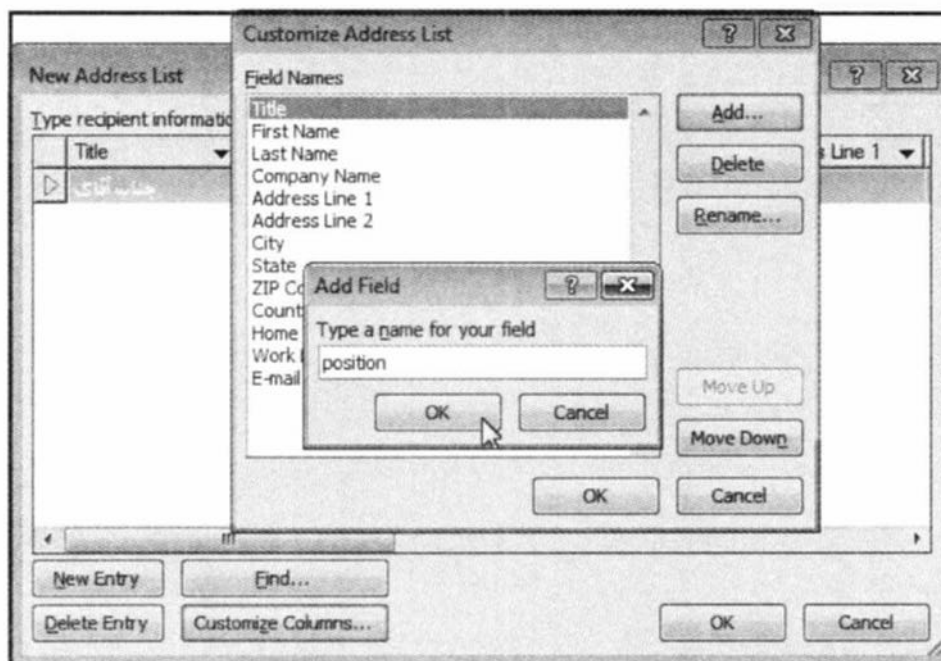 Customize Address List
New Address List
Field Names
Type recipient informatio
Title
First Name
Last Name
Company Name
Address Line 1
Address Line 2
City
State
ZIP Co
Count
Home
Work
E-mail
Add...
Delete
Rename...
Move Up
Move Down
OK
Cancel
Title
s Line 1
جناب آقای
Add Field
Type a name for your field
position
OK
Cancel
New Entry
Find...
Delete Entry
Customize Columns...
OK
Cancel